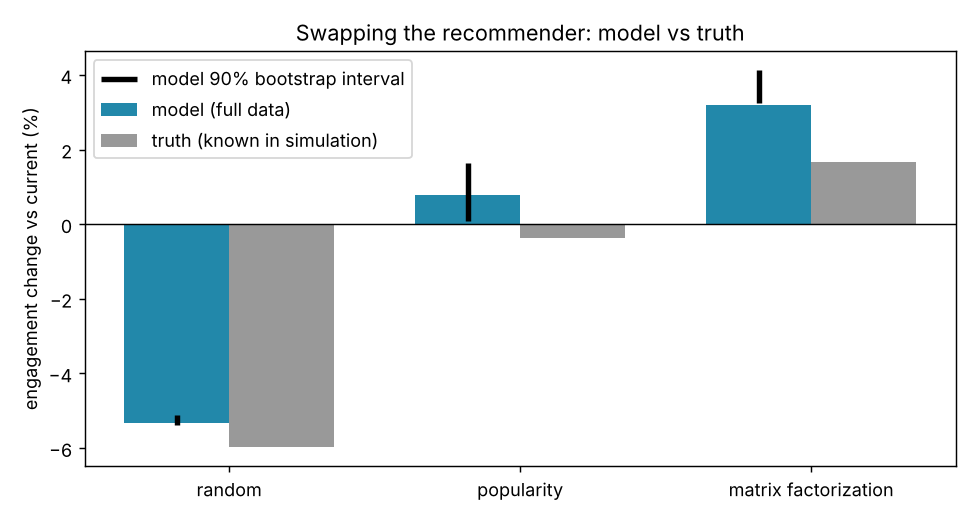 Swapping the recommender: model vs truth
engagement change vs current (%)
4
2
0
−2
−4
−6
model 90% bootstrap interval
model (full data)
truth (known in simulation)
random
popularity
matrix factorization